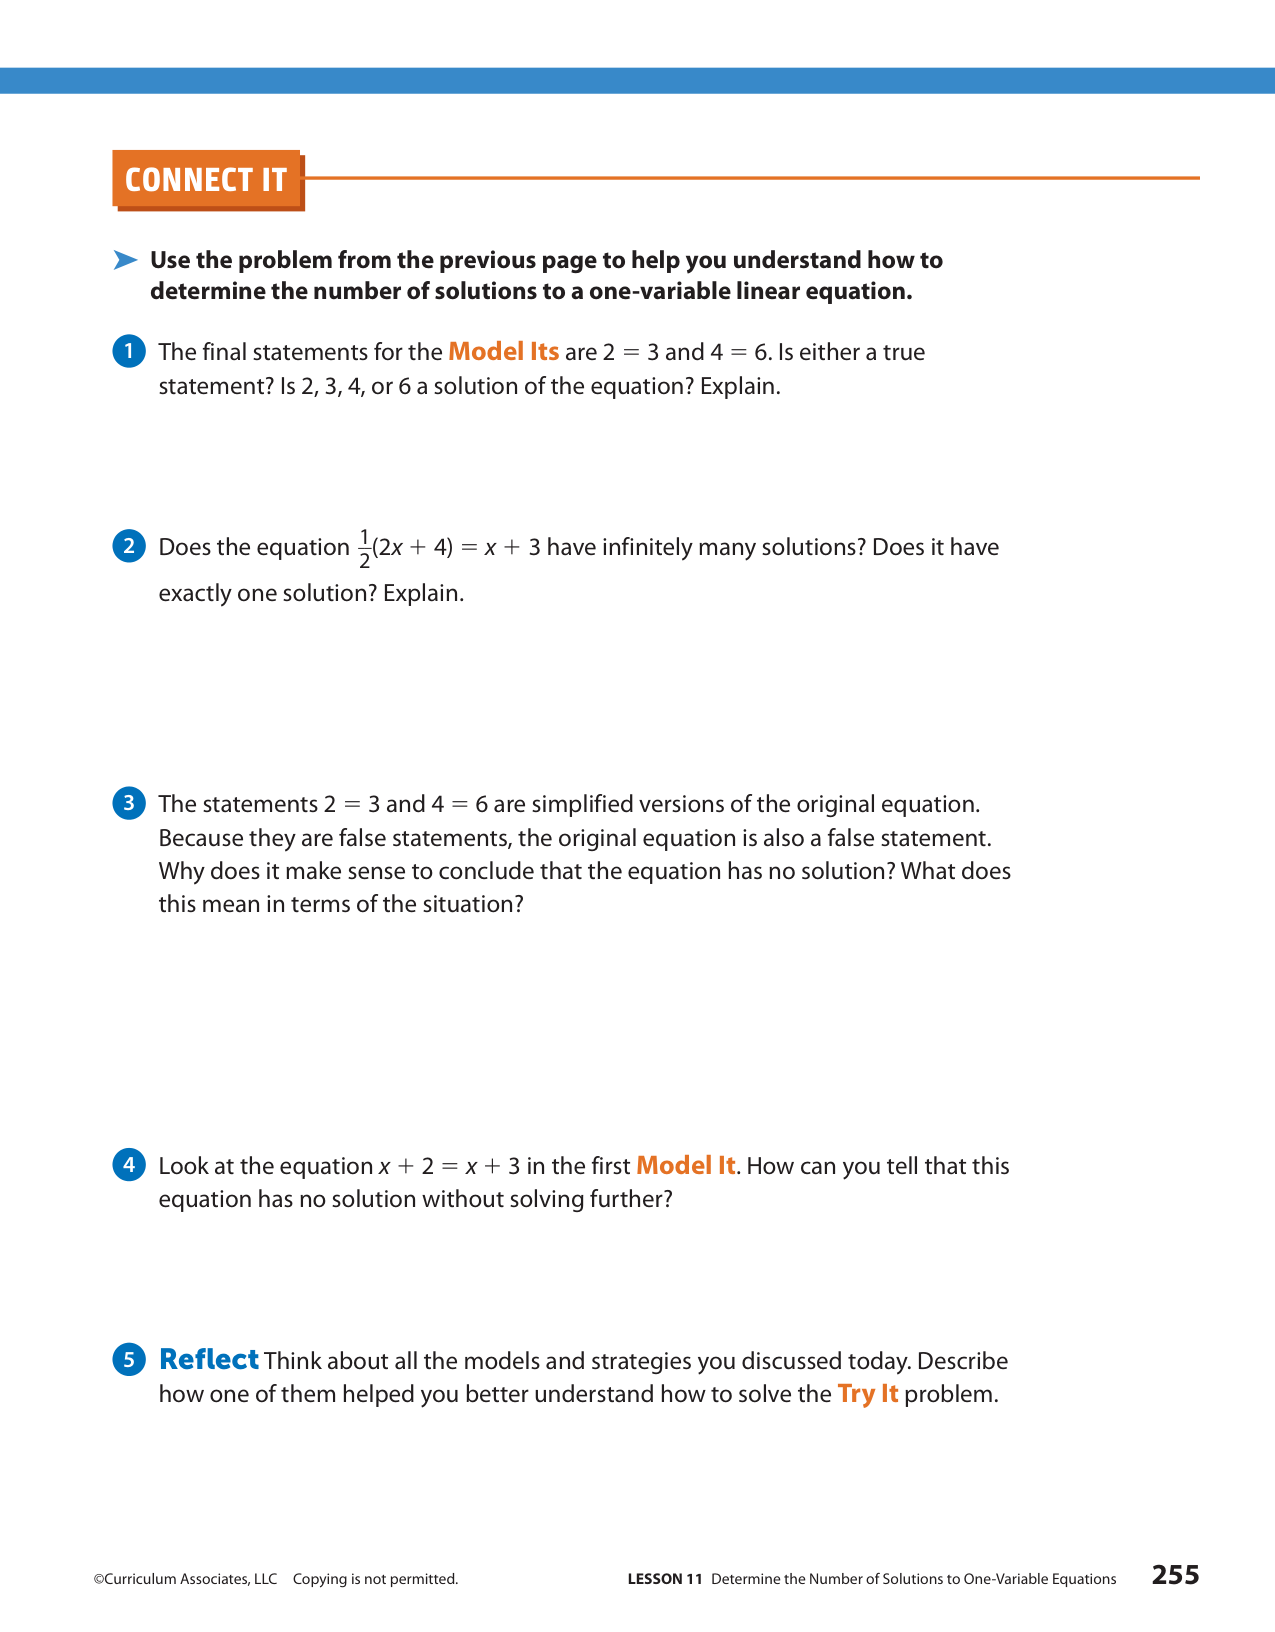 CONNECT IT
Use the problem from the previous page to help you understand how to
determine the number of solutions to a one-variable linear equation.
1 The final statements for the Model Its are 2 = 3 and 4 = 6. Is either a true
statement? Is 2, 3, 4, or 6 a solution of the equation? Explain.
2 Does the equation 1/2(2x + 4) = x + 3 have infinitely many solutions? Does it have
exactly one solution? Explain.
3 The statements 2 = 3 and 4 = 6 are simplified versions of the original equation.
Because they are false statements, the original equation is also a false statement.
Why does it make sense to conclude that the equation has no solution? What does
this mean in terms of the situation?
4 Look at the equation x + 2 = x + 3 in the first Model It. How can you tell that this
equation has no solution without solving further?
5 Reflect Think about all the models and strategies you discussed today. Describe
how one of them helped you better understand how to solve the Try It problem.
©Curriculum Associates, LLC Copying is not permitted. LESSON 11 Determine the Number of Solutions to One-Variable Equations 255